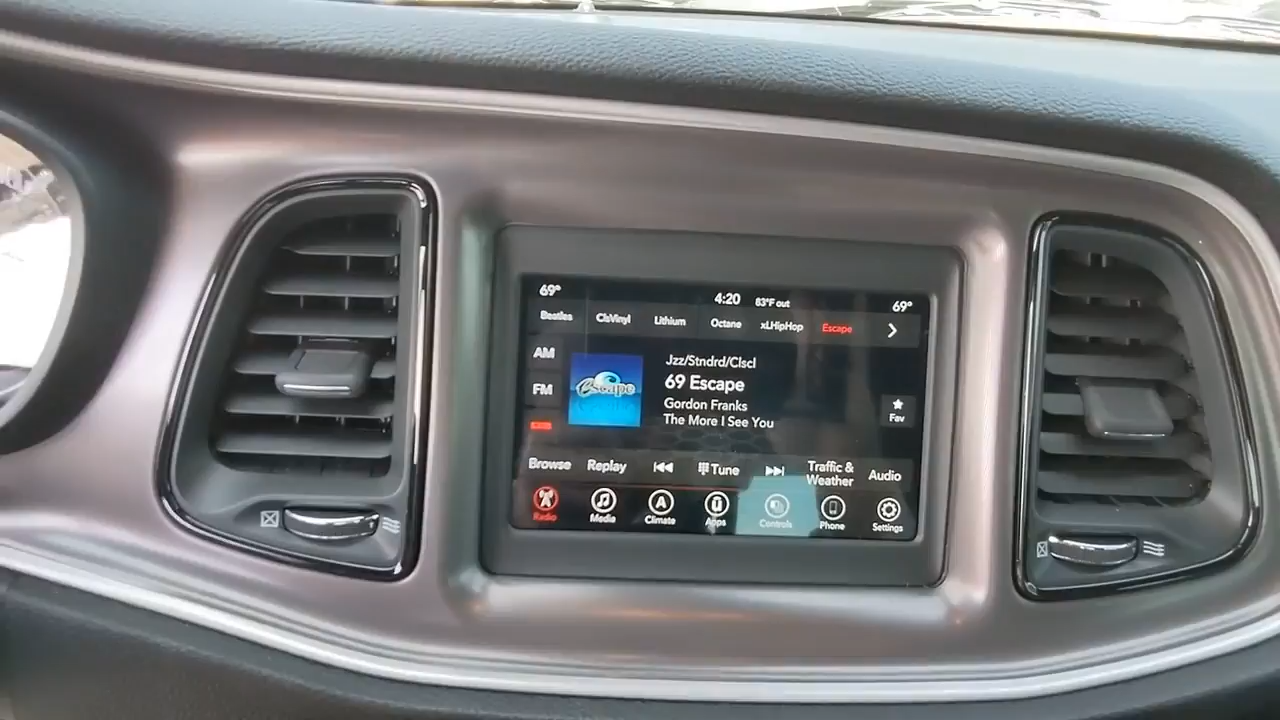 69° 4:20 83°F out 69°
Beatles ClsVinyl Lithium Octane xLHipHop Escape
AM
FM
Escape
Jzz/Stndrd/Clscl
69 Escape
Gordon Franks
The More I See You
Fav
Browse Replay Tune Traffic & Weather Audio
Radio Media Climate Apps Controls Phone Settings